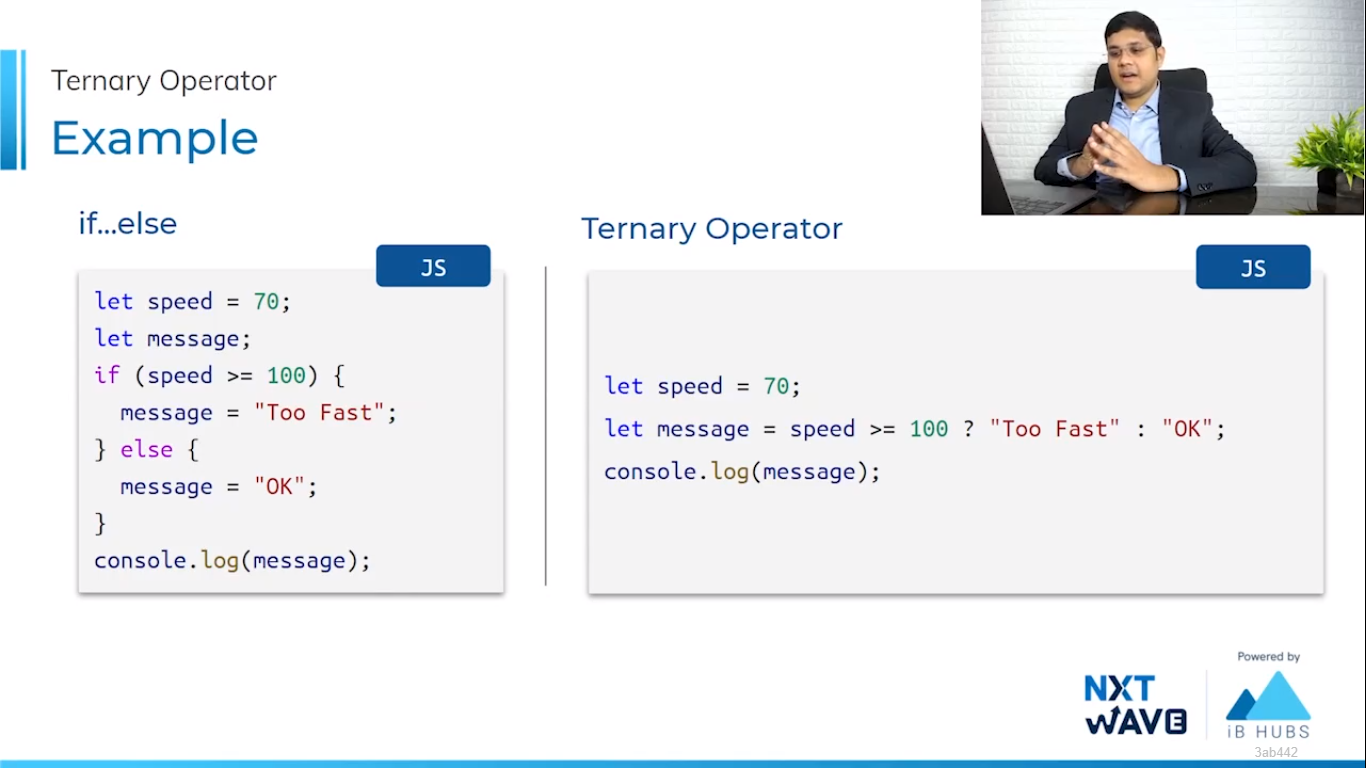 Ternary Operator
Example
if...else
JS
let speed = 70;
let message;
if (speed >= 100) {
  message = "Too Fast";
} else {
  message = "OK";
}
console.log(message);
Ternary Operator
JS
let speed = 70;
let message = speed >= 100 ? "Too Fast" : "OK";
console.log(message);
NXT
WAVE
Powered by
iB HUBS
3ab442